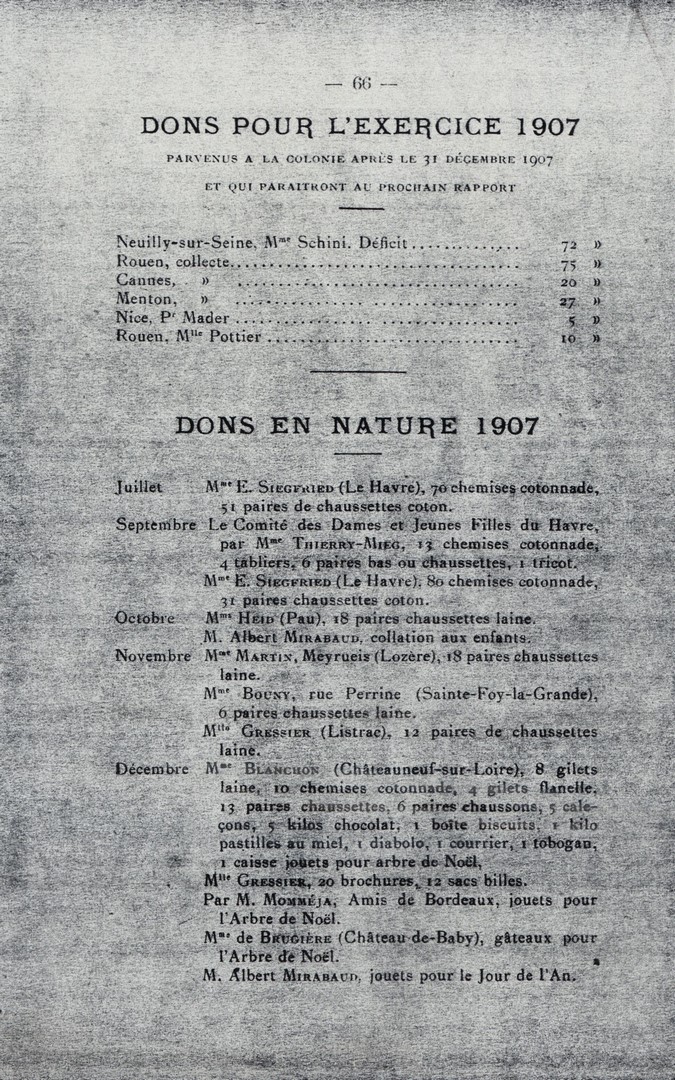 — 66 —
DONS POUR L'EXERCICE 1907
PARVENUS A LA COLONIE APRÈS LE 31 DÉCEMBRE 1907
ET QUI PARAITRONT AU PROCHAIN RAPPORT
Neuilly-sur-Seine, Mme Schini. Déficit .............. 72 »
Rouen, collecte.................................... 75 »
Cannes, » .................................... 20 »
Menton, » .................................... 27 »
Nice, Pr Mader .................................... 5 »
Rouen, Mlle Pottier ................................ 10 »
DONS EN NATURE 1907
Juillet Mme E. SIEGFRIED (Le Havre), 70 chemises cotonnade,
51 paires de chaussettes coton.
Septembre Le Comité des Dames et Jeunes Filles du Havre,
par Mme THIERRY-MIEG, 13 chemises cotonnade,
4 tabliers, 6 paires bas ou chaussettes, 1 tricot.
Mme E. SIEGFRIED (Le Havre), 80 chemises cotonnade,
31 paires chaussettes coton.
Octobre Mme HEID (Pau), 18 paires chaussettes laine.
M. Albert MIRABAUD, collation aux enfants.
Novembre Mme MARTIN, Meyrueis (Lozère), 18 paires chaussettes
laine.
Mme BOUNY, rue Perrine (Sainte-Foy-la-Grande),
6 paires chaussettes laine.
Mlle GRESSIER (Listrac), 12 paires de chaussettes
laine.
Décembre Mme BLANCHON (Châteauneuf-sur-Loire), 8 gilets
laine, 10 chemises cotonnade, 4 gilets flanelle,
13 paires chaussettes, 6 paires chaussons, 5 cale-
çons, 5 kilos chocolat, 1 boîte biscuits, 1 kilo
pastilles au miel, 1 diabolo, 1 courrier, 1 tobogan,
1 caisse jouets pour arbre de Noël,
Mlle GRESSIER, 20 brochures, 12 sacs billes.
Par M. MOMMÉJA, Amis de Bordeaux, jouets pour
l'Arbre de Noël.
Mme de BRUGIÈRE (Château-de-Baby), gâteaux pour
l'Arbre de Noël.
M. Albert MIRABAUD, jouets pour le Jour de l'An.